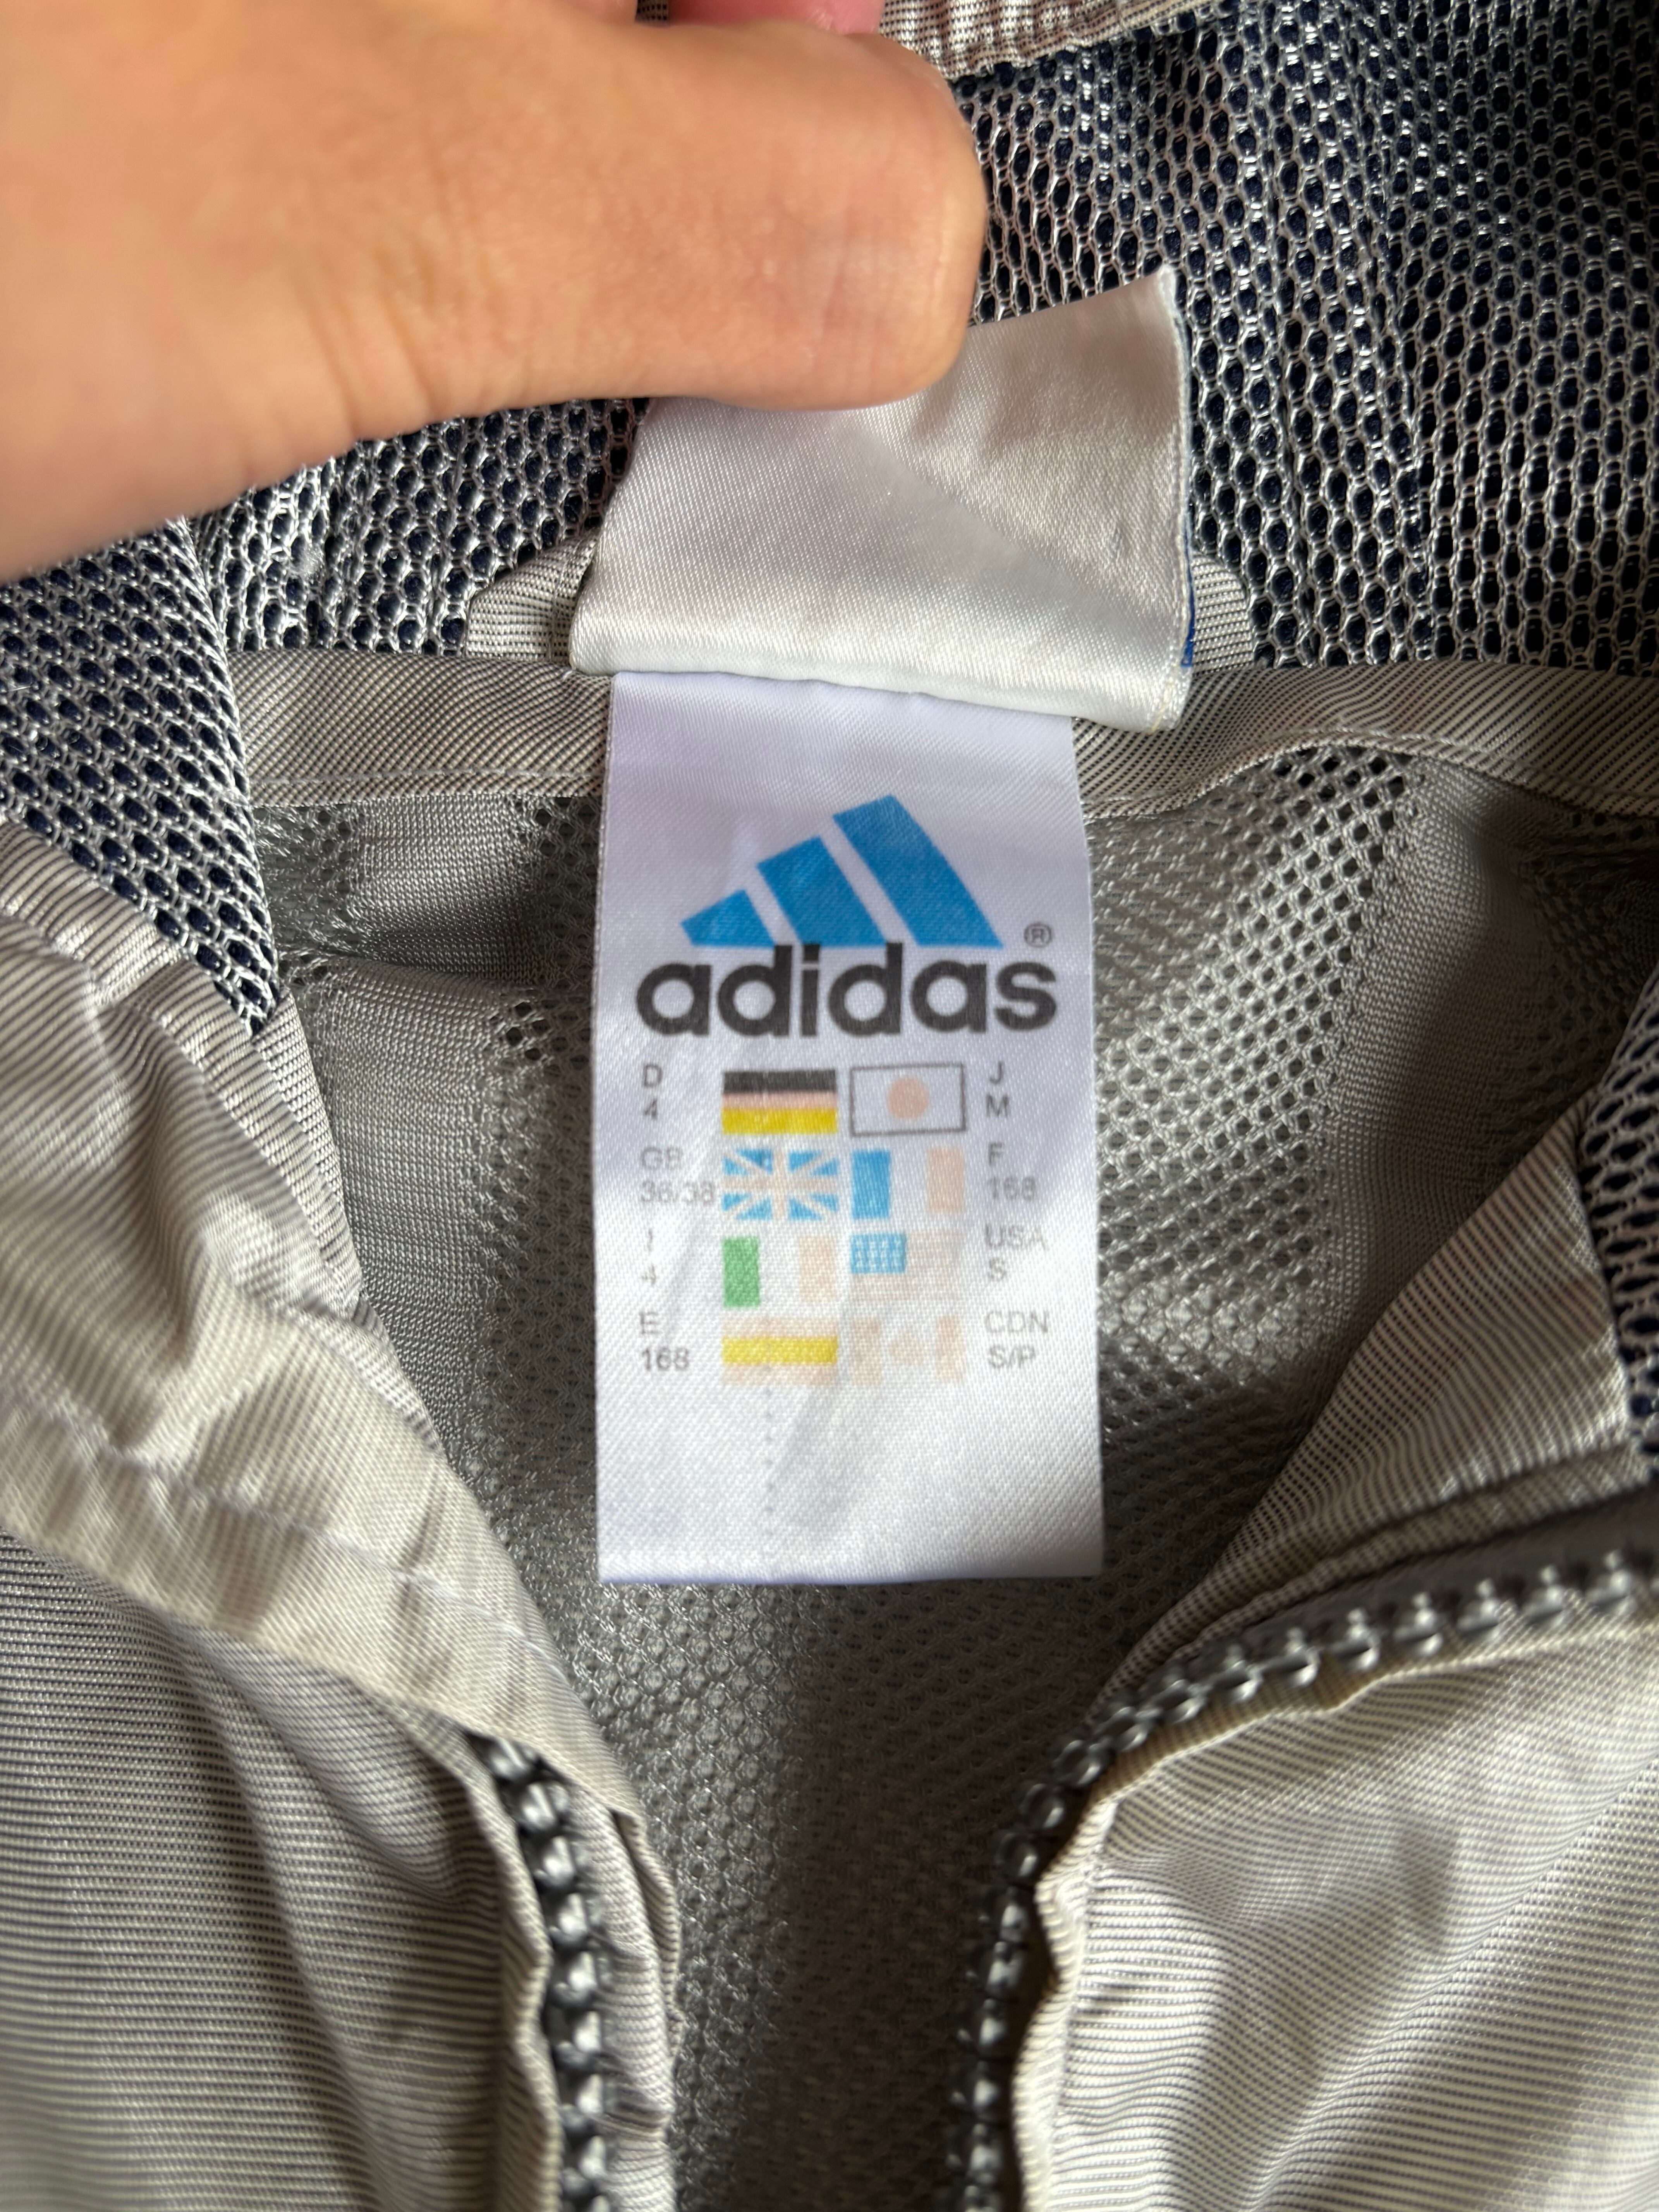 adidas®
D J
4 M
GB F
36/38 168
I USA
4 S
E CDN
168 S/P